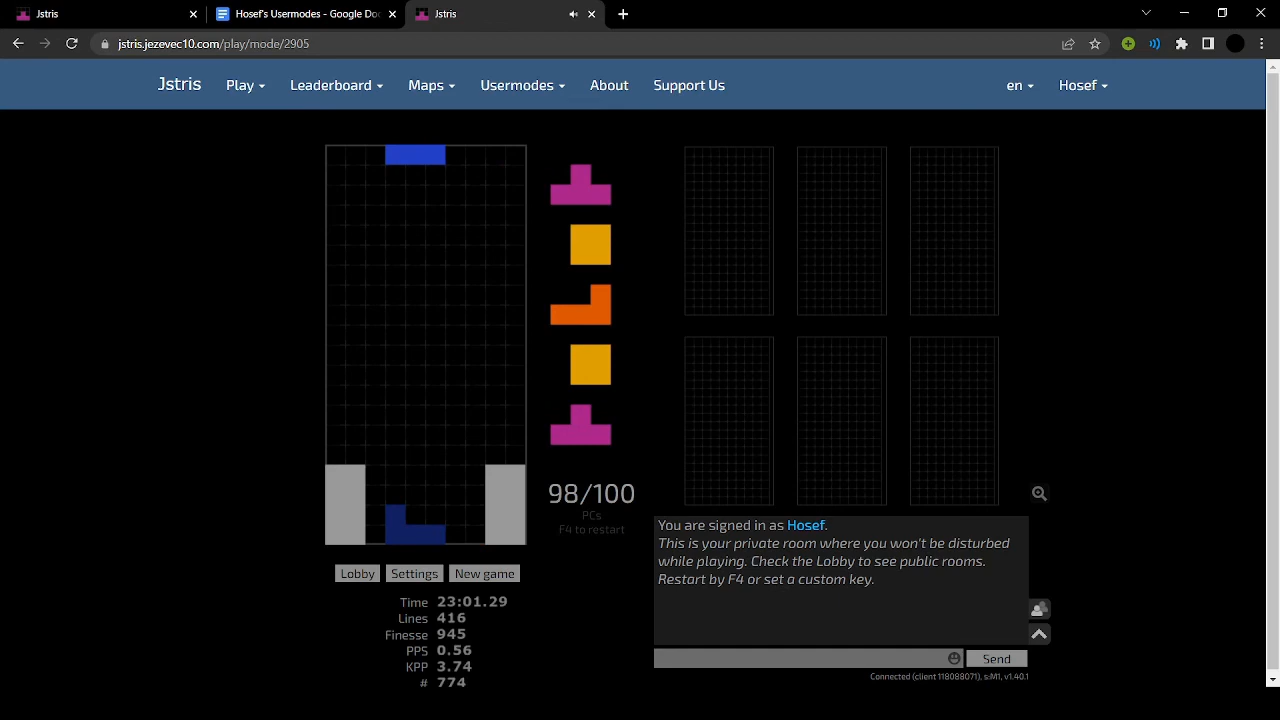 Jstris
Hosef's Usermodes - Google Doc
Jstris
jstris.jezevec10.com/play/mode/2905
Jstris Play Leaderboard Maps Usermodes About Support Us en Hosef
98/100
PCs
F4 to restart
You are signed in as Hosef.
This is your private room where you won't be disturbed
while playing. Check the Lobby to see public rooms.
Restart by F4 or set a custom key.
Lobby Settings New game
Time 23:01.29
Lines 416
Finesse 945
PPS 0.56
KPP 3.74
# 774
Send
Connected (client 118088071), s:M1, v1.40.1